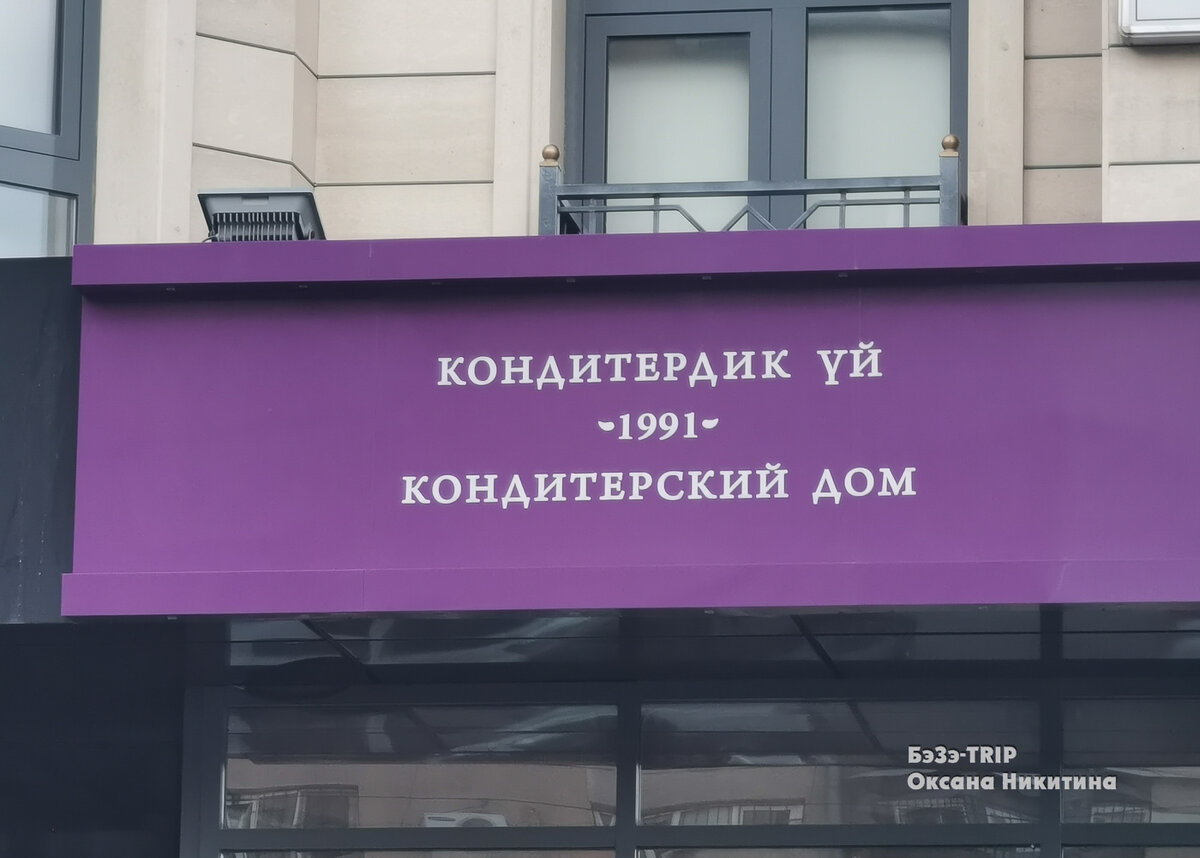 КОНДИТЕРДИК ҮЙ
-1991-
КОНДИТЕРСКИЙ ДОМ
БэЗэ-TRIP
Оксана Никитина